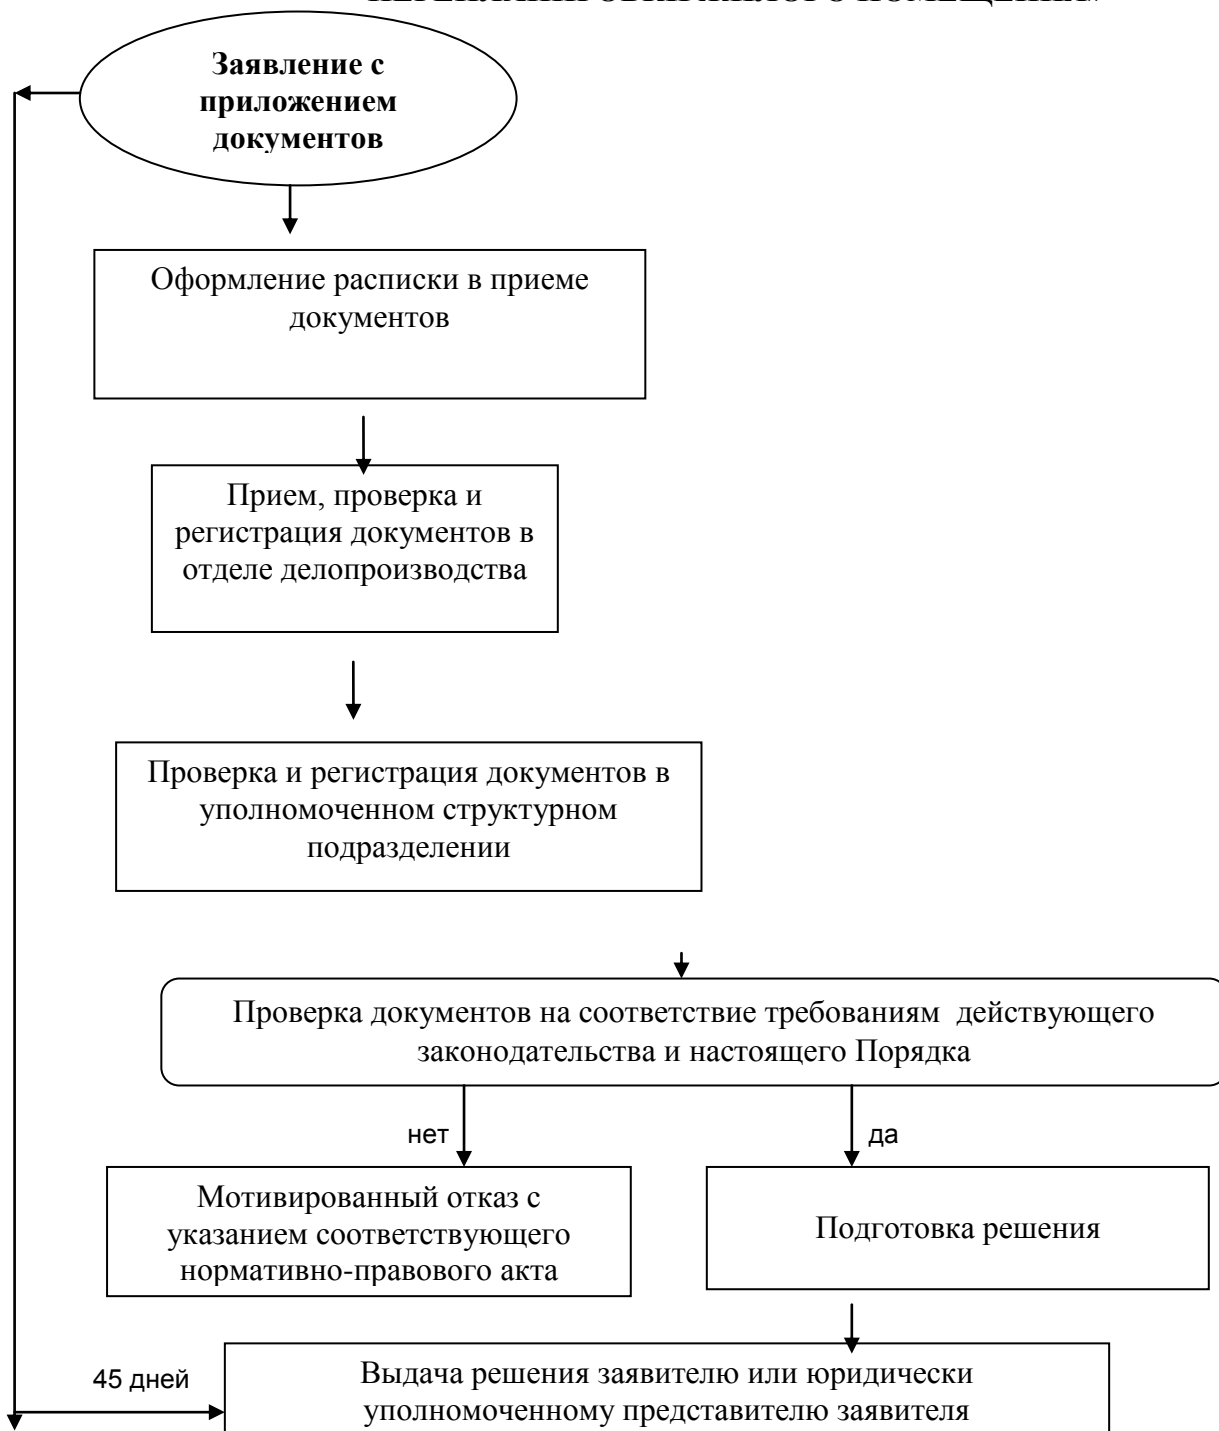 Заявление с
приложением
документов
Оформление расписки в приеме
документов
Прием, проверка и
регистрация документов в
отделе делопроизводства
Проверка и регистрация документов в
уполномоченном структурном
подразделении
Проверка документов на соответствие требованиям действующего
законодательства и настоящего Порядка
нет
да
Мотивированный отказ с
указанием соответствующего
нормативно-правового акта
Подготовка решения
45 дней
Выдача решения заявителю или юридически
уполномоченному представителю заявителя